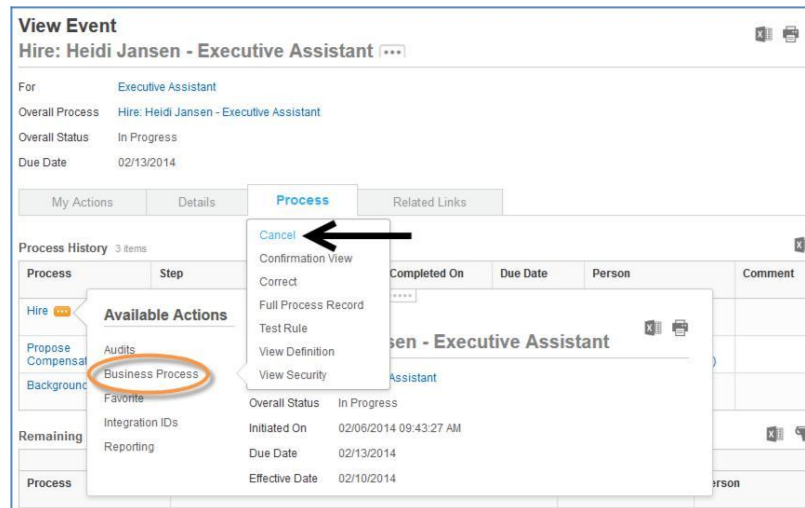 View Event
Hire: Heidi Jansen - Executive Assistant
For Executive Assistant
Overall Process Hire: Heidi Jansen - Executive Assistant
Overall Status In Progress
Due Date 02/13/2014
My Actions Details Process Related Links
Process History 3 items
Process Step Completed On Due Date Person Comment
Hire
Propose
Compensat
Background
Remaining
Process
Available Actions
Audits
Business Process
Favorite
Integration IDs
Reporting
Cancel
Confirmation View
Correct
Full Process Record
Test Rule
View Definition
View Security
sen - Executive Assistant
Assistant
Overall Status In Progress
Initiated On 02/06/2014 09:43:27 AM
Due Date 02/13/2014
Effective Date 02/10/2014
)
erson